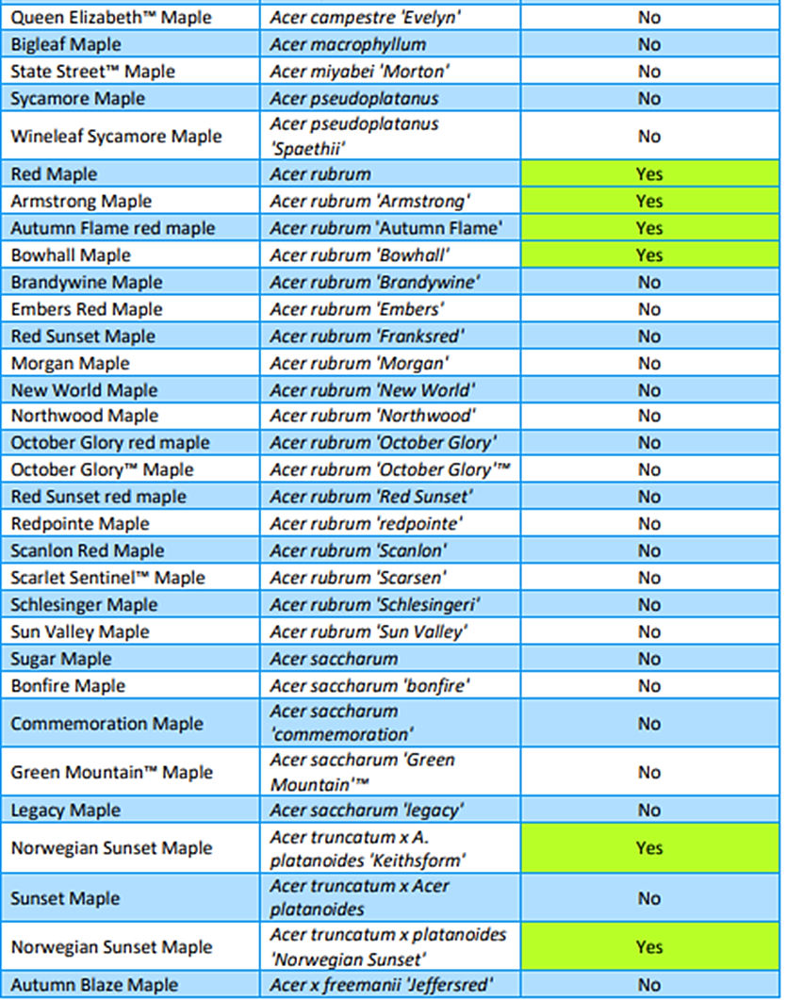 Queen Elizabeth™ Maple Acer campestre 'Evelyn' No
Bigleaf Maple Acer macrophyllum No
State Street™ Maple Acer miyabei 'Morton' No
Sycamore Maple Acer pseudoplatanus No
Wineleaf Sycamore Maple Acer pseudoplatanus
'Spaethii' No
Red Maple Acer rubrum Yes
Armstrong Maple Acer rubrum 'Armstrong' Yes
Autumn Flame red maple Acer rubrum 'Autumn Flame' Yes
Bowhall Maple Acer rubrum 'Bowhall' Yes
Brandywine Maple Acer rubrum 'Brandywine' No
Embers Red Maple Acer rubrum 'Embers' No
Red Sunset Maple Acer rubrum 'Franksred' No
Morgan Maple Acer rubrum 'Morgan' No
New World Maple Acer rubrum 'New World' No
Northwood Maple Acer rubrum 'Northwood' No
October Glory red maple Acer rubrum 'October Glory' No
October Glory™ Maple Acer rubrum 'October Glory'™ No
Red Sunset red maple Acer rubrum 'Red Sunset' No
Redpointe Maple Acer rubrum 'redpointe' No
Scanlon Red Maple Acer rubrum 'Scanlon' No
Scarlet Sentinel™ Maple Acer rubrum 'Scarsen' No
Schlesinger Maple Acer rubrum 'Schlesingeri' No
Sun Valley Maple Acer rubrum 'Sun Valley' No
Sugar Maple Acer saccharum No
Bonfire Maple Acer saccharum 'bonfire' No
Commemoration Maple Acer saccharum
'commemoration' No
Green Mountain™ Maple Acer saccharum 'Green
Mountain'™ No
Legacy Maple Acer saccharum 'legacy' No
Norwegian Sunset Maple Acer truncatum x A.
platanoides 'Keithsform' Yes
Sunset Maple Acer truncatum x Acer
platanoides No
Norwegian Sunset Maple Acer truncatum x platanoides
'Norwegian Sunset' Yes
Autumn Blaze Maple Acer x freemanii 'Jeffersred' No